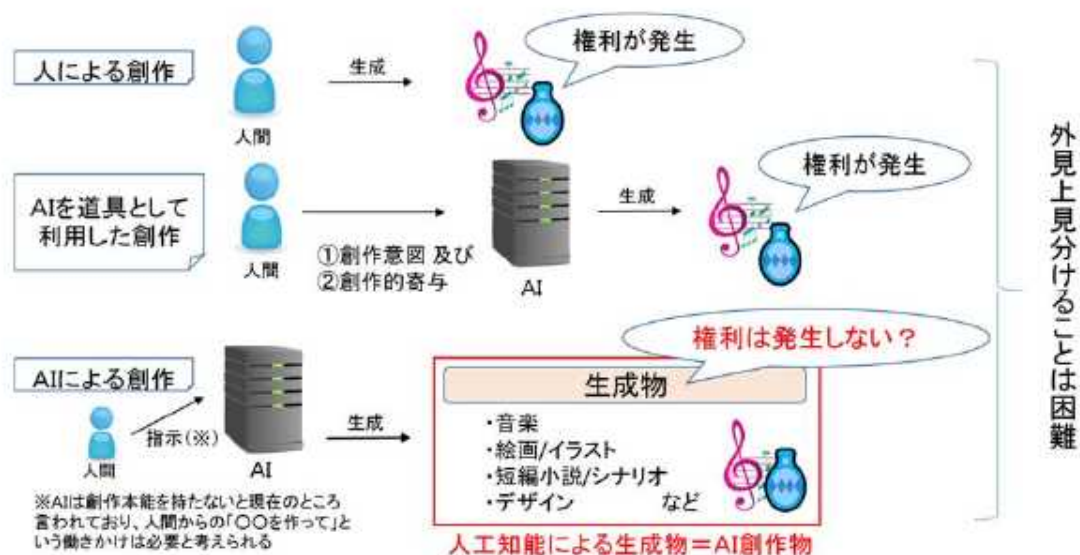 人による創作
人間
生成
権利が発生
AIを道具として
利用した創作
人間
①創作意図 及び
②創作的寄与
AI
生成
権利が発生
AIIによる創作
人間
指示(※)
AI
生成
権利は発生しない？
生成物
・音楽
・絵画/イラスト
・短編小説/シナリオ
・デザイン など
人工知能による生成物＝AI創作物
※AIは創作本能を持たないと現在のところ
言われており、人間からの「〇〇を作って」と
いう働きかけは必要と考えられる
外見上見分けることは困難